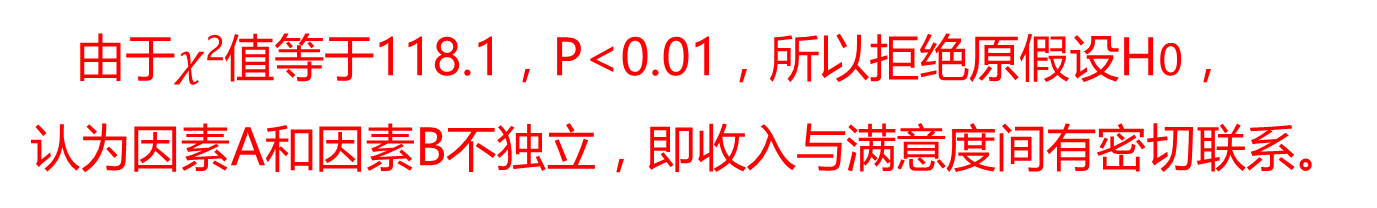 由于𝜒²值等于118.1，P<0.01，所以拒绝原假设H0，
认为因素A和因素B不独立，即收入与满意度间有密切联系。